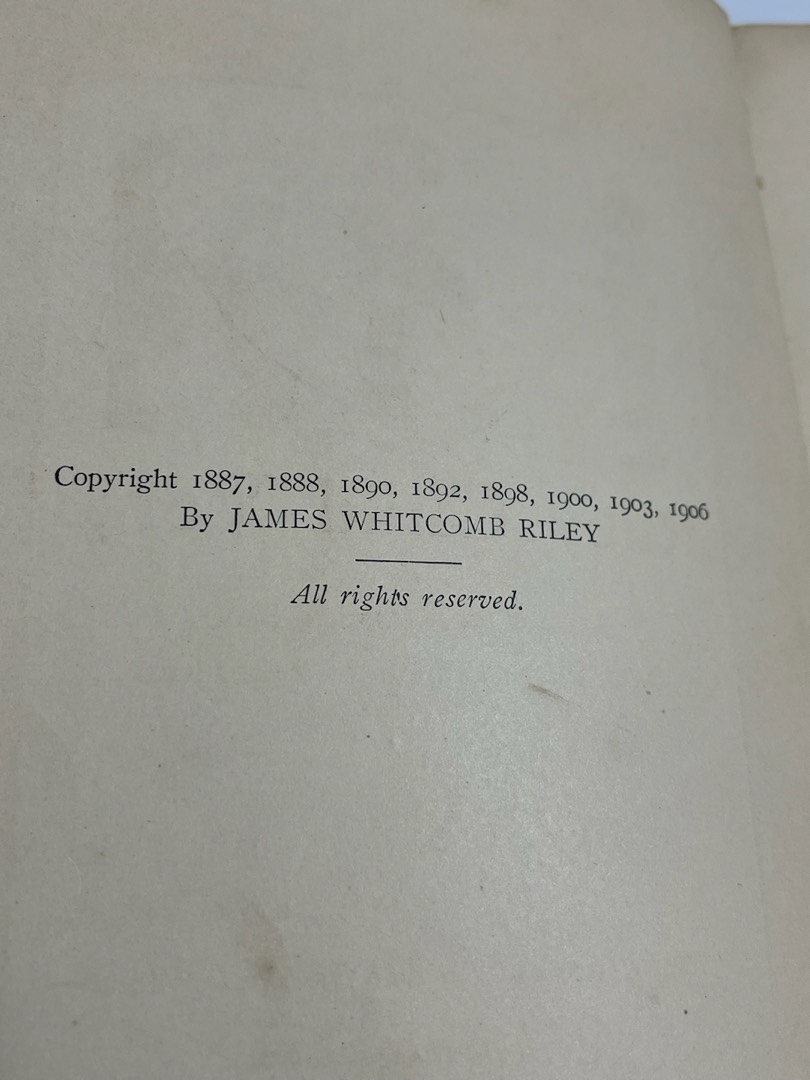 Copyright 1887, 1888, 1890, 1892, 1898, 1900, 1903, 1906
By JAMES WHITCOMB RILEY
All rights reserved.